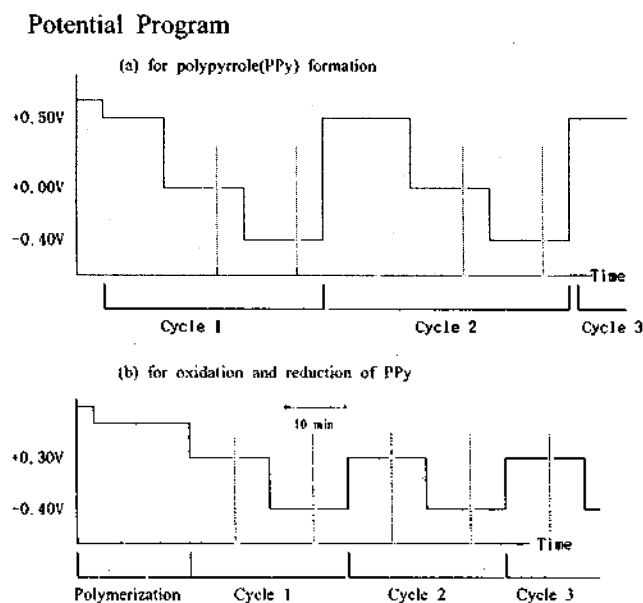 Potential Program
(a) for polypyrrole(PPy) formation
+0.50V
+0.00V
-0.40V
Time
Cycle 1 Cycle 2 Cycle 3
(b) for oxidation and reduction of PPy
10 min
+0.30V
-0.40V
Time
Polymerization Cycle 1 Cycle 2 Cycle 3